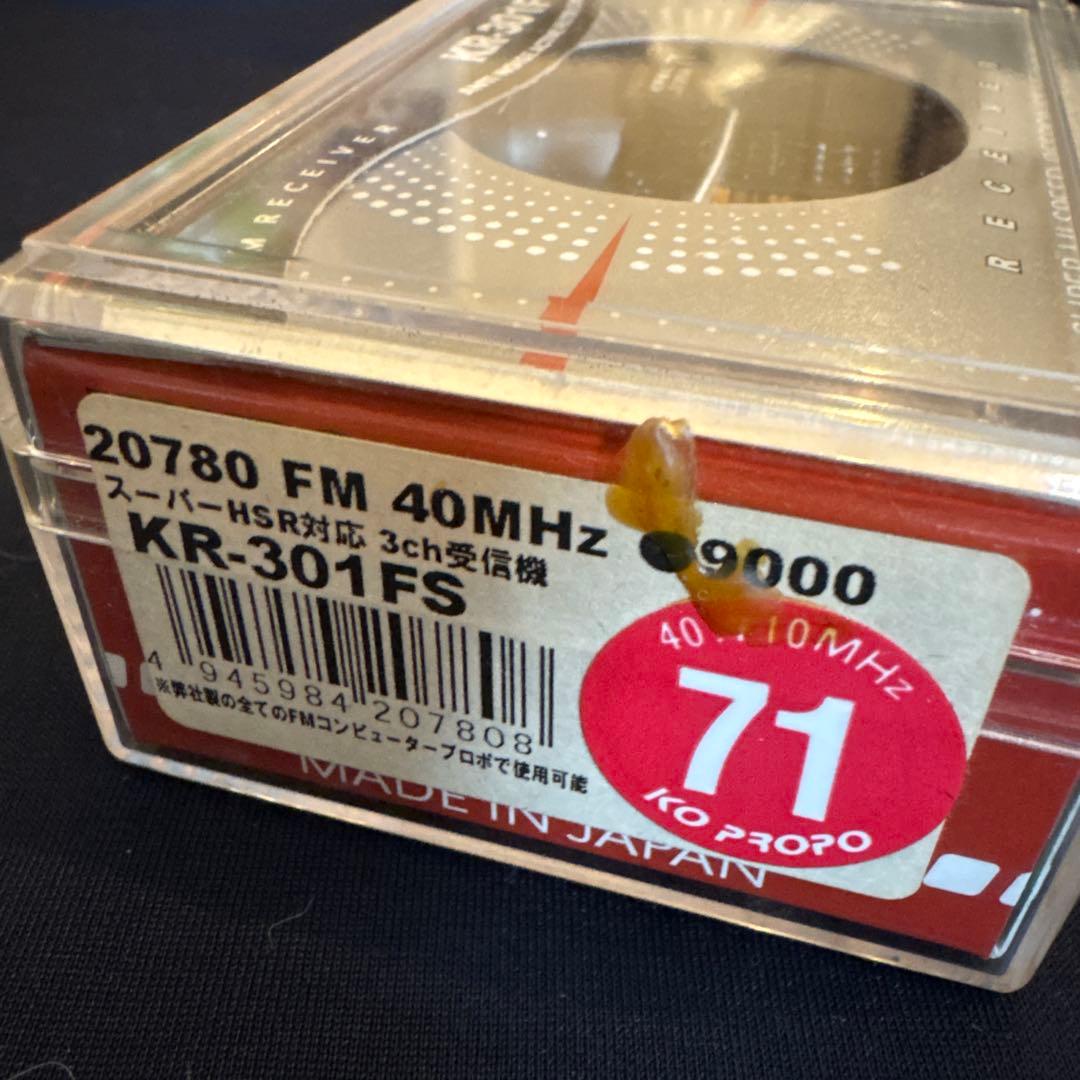 KR-301F
M RECEIVER
RECEIVER
20780 FM 40MHz ●9000
スーパーHSR対応 3ch受信機
KR-301FS
4 945984 207808
※弊社製の全てのFMコンピュータープロポで使用可能
MADE IN JAPAN
71
KO PROPO